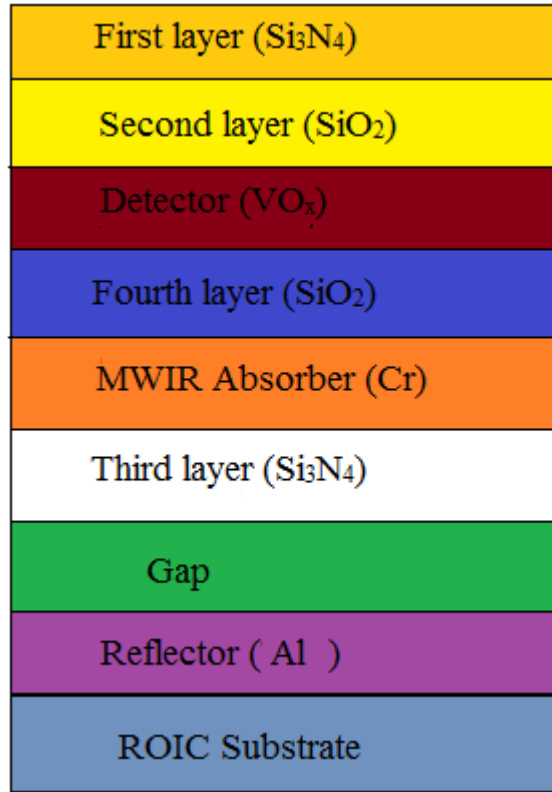 First layer (Si₃N₄)
Second layer (SiO₂)
Detector (VOₓ)
Fourth layer (SiO₂)
MWIR Absorber (Cr)
Third layer (Si₃N₄)
Gap
Reflector ( Al )
ROIC Substrate